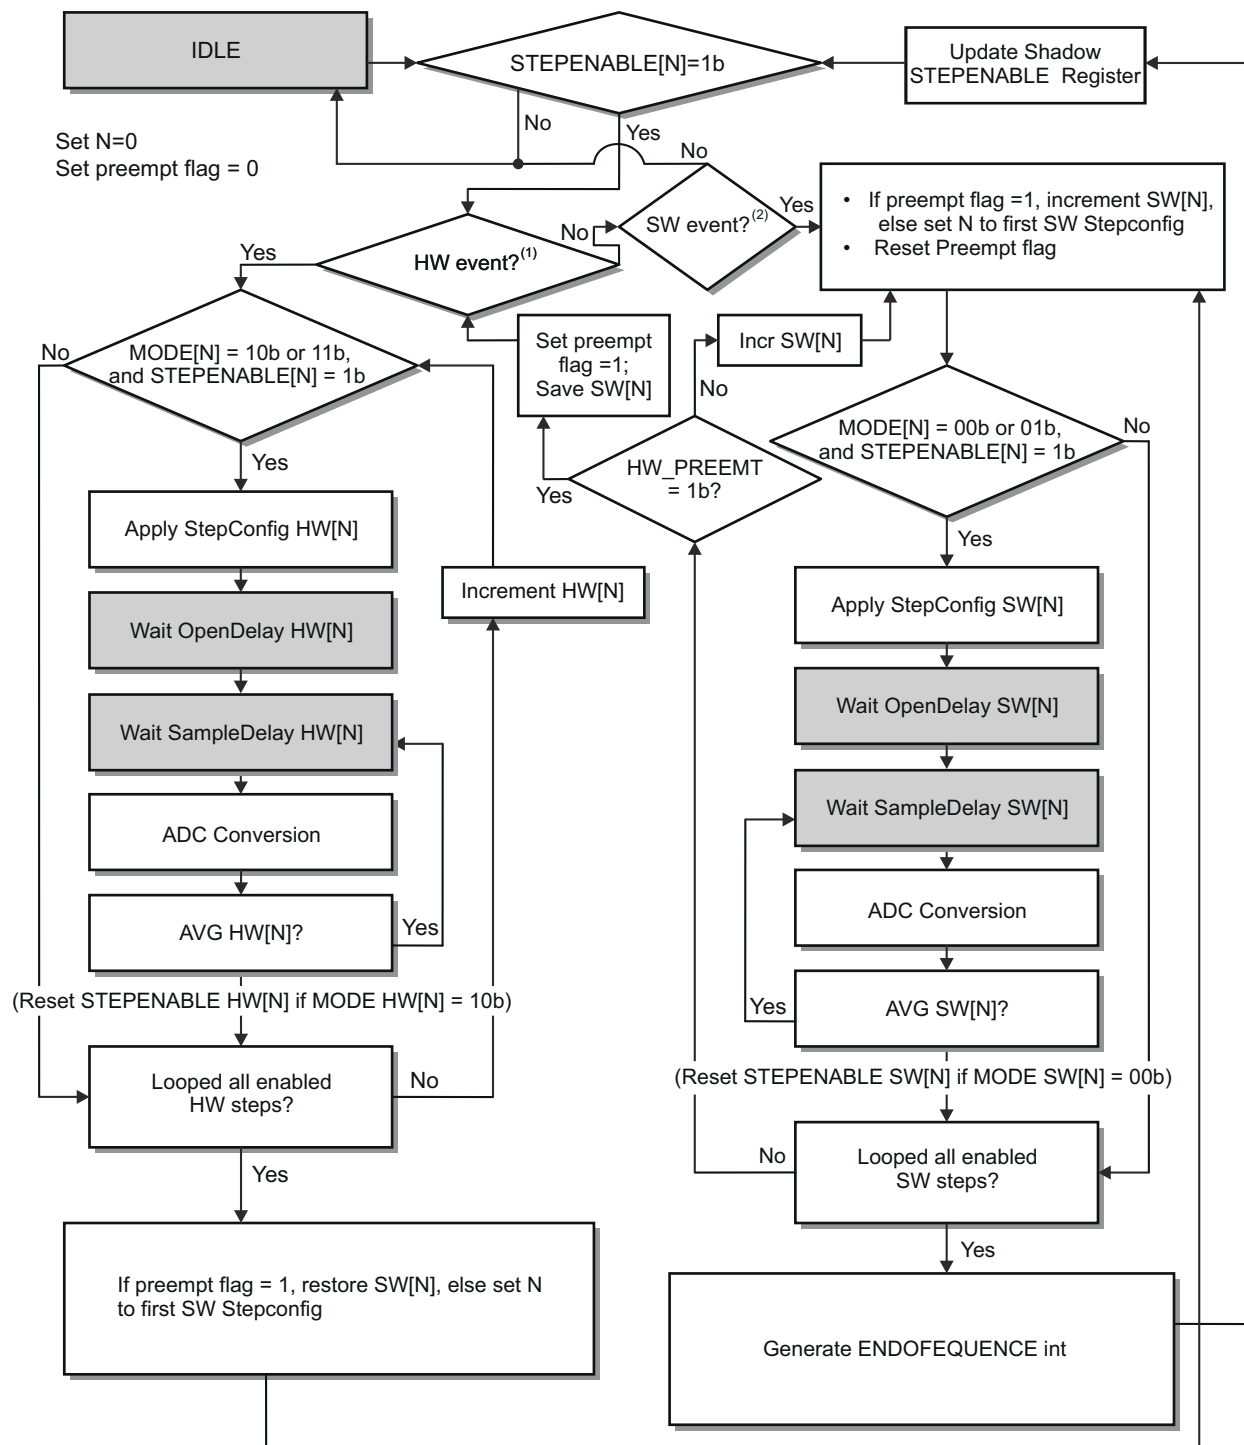 IDLE
STEPENABLE[N]=1b
Update Shadow
STEPENABLE Register
No
Yes
Set N=0
Set preempt flag = 0
No
SW event?(2)
Yes
• If preempt flag =1, increment SW[N],
else set N to first SW Stepconfig
• Reset Preempt flag
No
Yes
HW event?(1)
No
MODE[N] = 10b or 11b,
and STEPENABLE[N] = 1b
Set preempt
flag =1;
Save SW[N]
Incr SW[N]
No
MODE[N] = 00b or 01b,
and STEPENABLE[N] = 1b
No
Yes
HW_PREEMT
= 1b?
Yes
Yes
Apply StepConfig HW[N]
Increment HW[N]
Apply StepConfig SW[N]
Wait OpenDelay HW[N]
Wait OpenDelay SW[N]
Wait SampleDelay HW[N]
Wait SampleDelay SW[N]
ADC Conversion
ADC Conversion
AVG HW[N]?
Yes
AVG SW[N]?
Yes
(Reset STEPENABLE HW[N] if MODE HW[N] = 10b)
(Reset STEPENABLE SW[N] if MODE SW[N] = 00b)
Looped all enabled
HW steps?
No
Looped all enabled
SW steps?
No
Yes
Yes
If preempt flag = 1, restore SW[N], else set N
to first SW Stepconfig
Generate ENDOFEQUENCE int